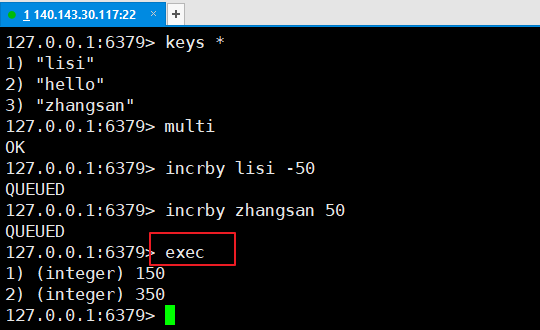 1 140.143.30.117:22 × +
127.0.0.1:6379> keys *
1) "lisi"
2) "hello"
3) "zhangsan"
127.0.0.1:6379> multi
OK
127.0.0.1:6379> incrby lisi -50
QUEUED
127.0.0.1:6379> incrby zhangsan 50
QUEUED
127.0.0.1:6379> exec
1) (integer) 150
2) (integer) 350
127.0.0.1:6379>